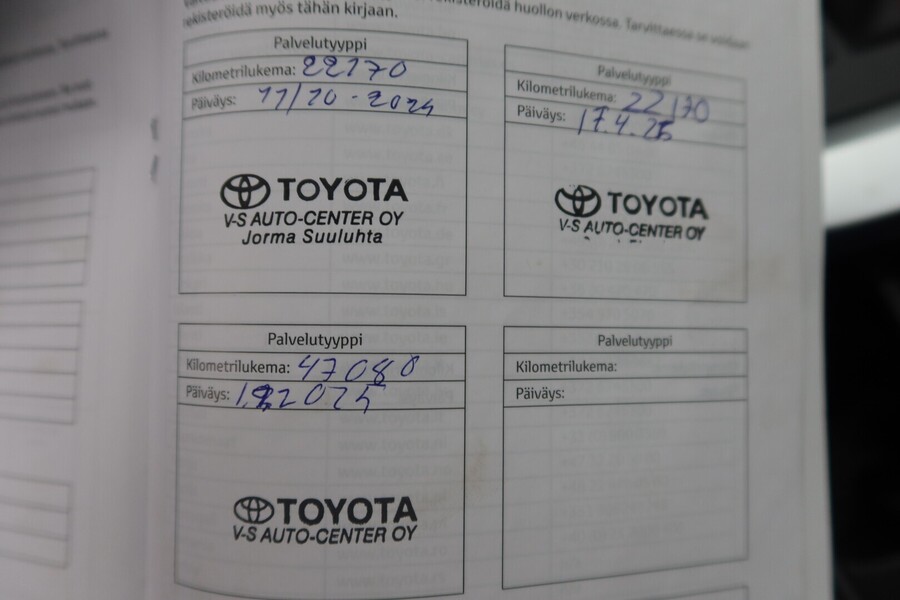 rekisteröidä huollon verkossa. Tarvittaessa se voidaan
rekisteröidä myös tähän kirjaan.
Palvelutyyppi
Kilometrilukema: 22170
Päiväys: 11/10-2024
TOYOTA
V-S AUTO-CENTER OY
Jorma Suuluhta
Palvelutyyppi
Kilometrilukema: 22170
Päiväys: 17.4.25
TOYOTA
V-S AUTO-CENTER OY
Palvelutyyppi
Kilometrilukema: 47080
Päiväys: 2025
TOYOTA
V-S AUTO-CENTER OY
Palvelutyyppi
Kilometrilukema:
Päiväys: